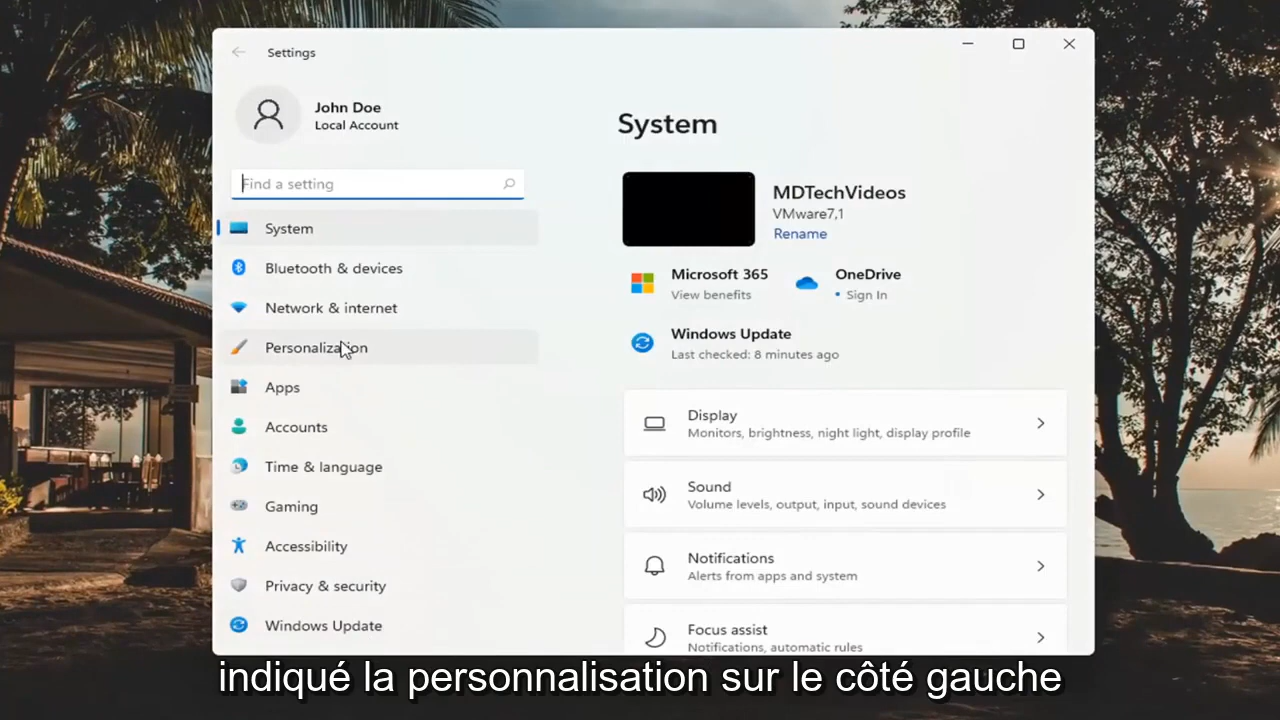 Settings
John Doe
Local Account
Find a setting
System
Bluetooth & devices
Network & internet
Personalization
Apps
Accounts
Time & language
Gaming
Accessibility
Privacy & security
Windows Update
System
MDTechVideos
VMware7,1
Rename
Microsoft 365
View benefits
OneDrive
• Sign In
Windows Update
Last checked: 8 minutes ago
Display
Monitors, brightness, night light, display profile
Sound
Volume levels, output, input, sound devices
Notifications
Alerts from apps and system
Focus assist
Notifications, automatic rules
indiqué la personnalisation sur le côté gauche